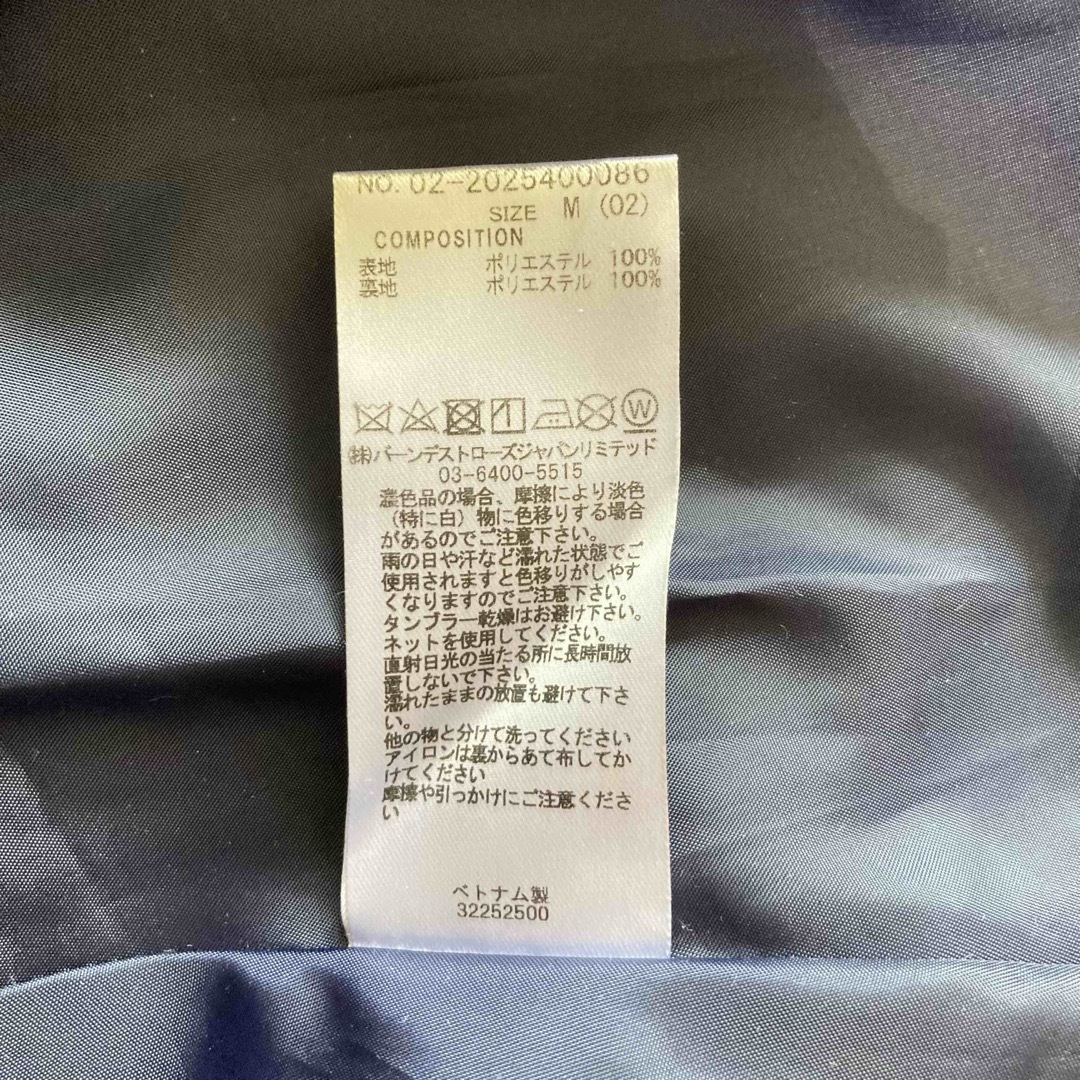 NO. 02-2025400086
SIZE M (02)
COMPOSITION
表地 ポリエステル 100%
裏地 ポリエステル 100%
W
㈱バーンデストローズジャパンリミテッド
03-6400-5515
濃色品の場合、摩擦により淡色
(特に白)物に色移りする場合
があるのでご注意下さい。
雨の日や汗など濡れた状態でご
使用されますと色移りがしやす
くなりますのでご注意下さい。
タンブラー乾燥はお避け下さい。
ネットを使用してください。
直射日光の当たる所に長時間放
置しないで下さい。
濡れたままの放置も避けて下さ
い。
他の物と分けて洗ってください
アイロンは裏からあて布してか
けてください
摩擦や引っかけにご注意くださ
い
ベトナム製
32252500